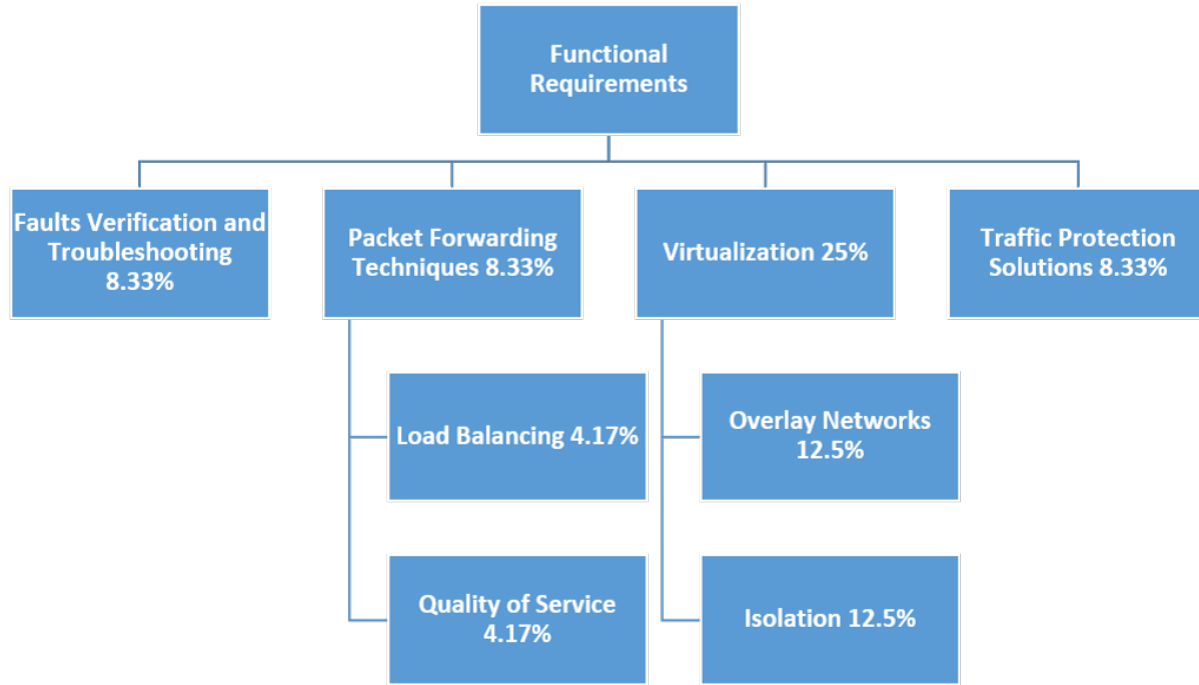 Functional
Requirements
Faults Verification and
Troubleshooting
8.33%
Packet Forwarding
Techniques 8.33%
Virtualization 25%
Traffic Protection
Solutions 8.33%
Load Balancing 4.17%
Overlay Networks
12.5%
Quality of Service
4.17%
Isolation 12.5%